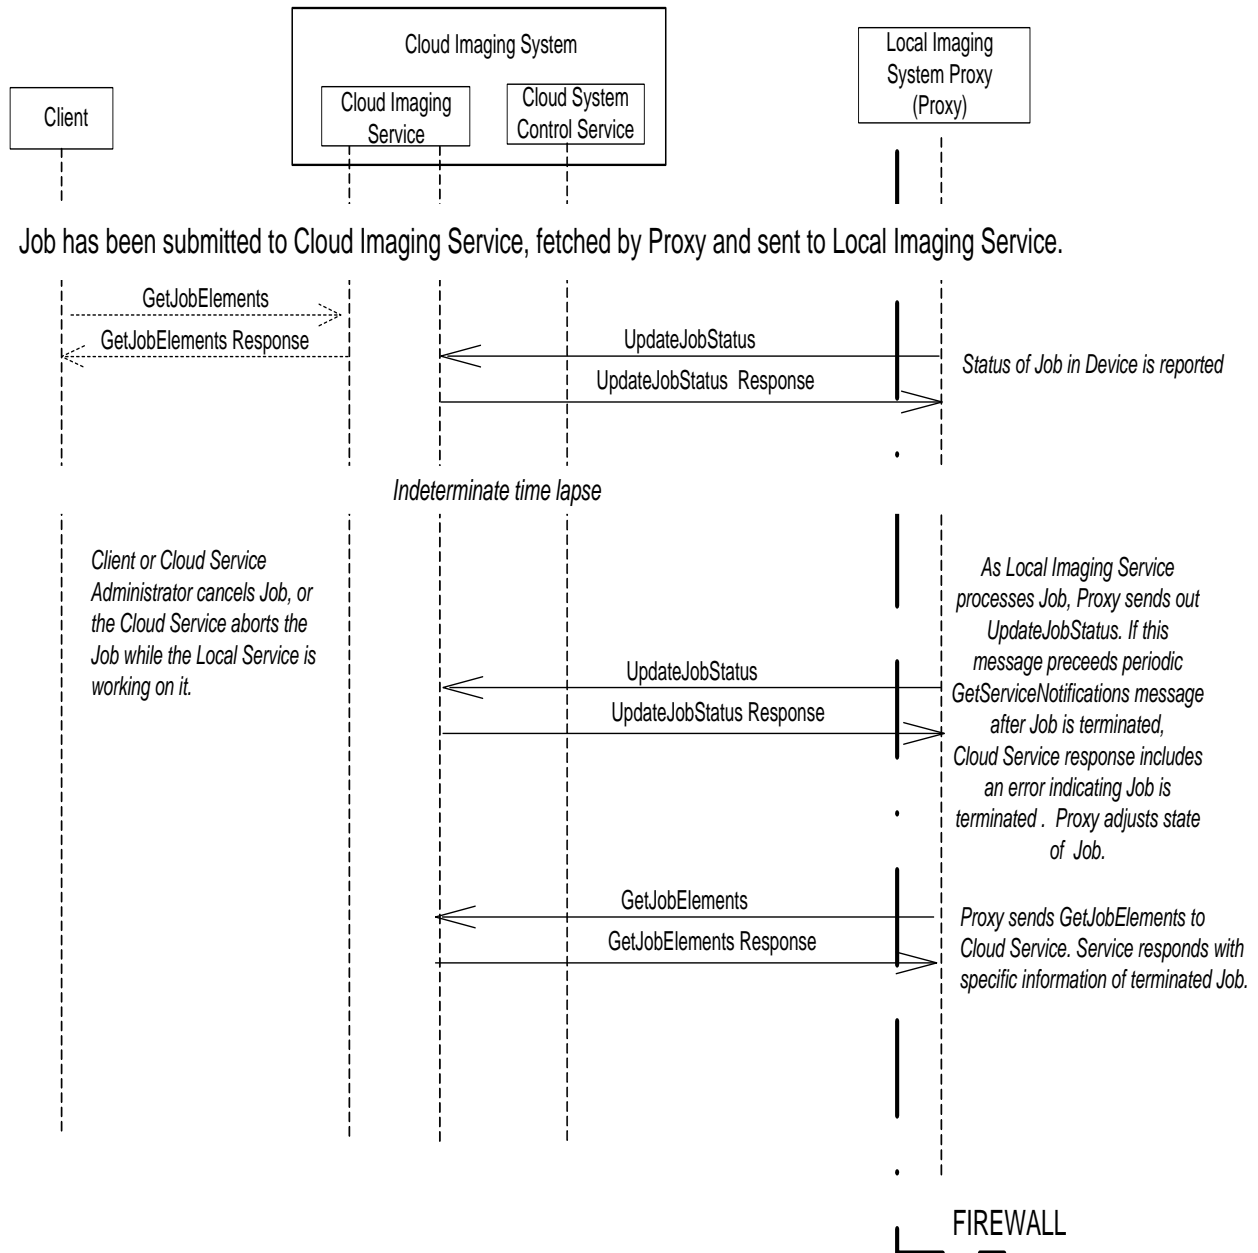 Cloud Imaging System
Local Imaging
System Proxy
(Proxy)
Client
Cloud Imaging
Service
Cloud System
Control Service
Job has been submitted to Cloud Imaging Service, fetched by Proxy and sent to Local Imaging Service.
GetJobElements
GetJobElements Response
UpdateJobStatus
UpdateJobStatus Response
Status of Job in Device is reported
Indeterminate time lapse
Client or Cloud Service
Administrator cancels Job, or
the Cloud Service aborts the
Job while the Local Service is
working on it.
As Local Imaging Service
processes Job, Proxy sends out
UpdateJobStatus. If this
message preceeds periodic
GetServiceNotifications message
after Job is terminated,
Cloud Service response includes
an error indicating Job is
terminated . Proxy adjusts state
of Job.
UpdateJobStatus
UpdateJobStatus Response
GetJobElements
GetJobElements Response
Proxy sends GetJobElements to
Cloud Service. Service responds with
specific information of terminated Job.
FIREWALL